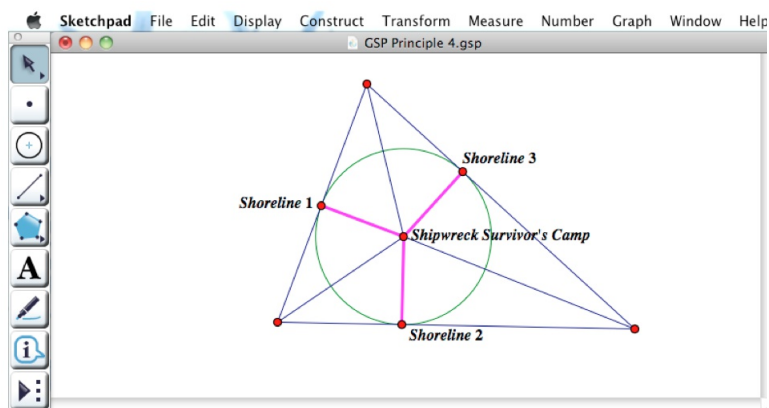 Sketchpad File Edit Display Construct Transform Measure Number Graph Window Help
GSP Principle 4.gsp
Shoreline 3
Shoreline 1
Shipwreck Survivor's Camp
Shoreline 2
A
i